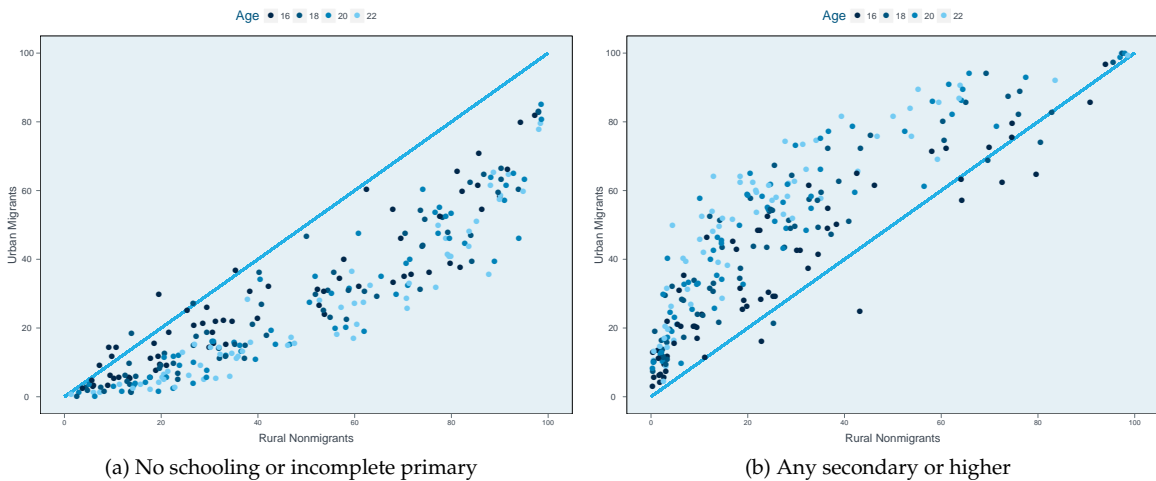 Age 16 18 20 22
100
80
60
40
20
0
Urban Migrants
0 20 40 60 80 100
Rural Nonmigrants
(a) No schooling or incomplete primary
Age 16 18 20 22
100
80
60
40
20
0
Urban Migrants
0 20 40 60 80 100
Rural Nonmigrants
(b) Any secondary or higher